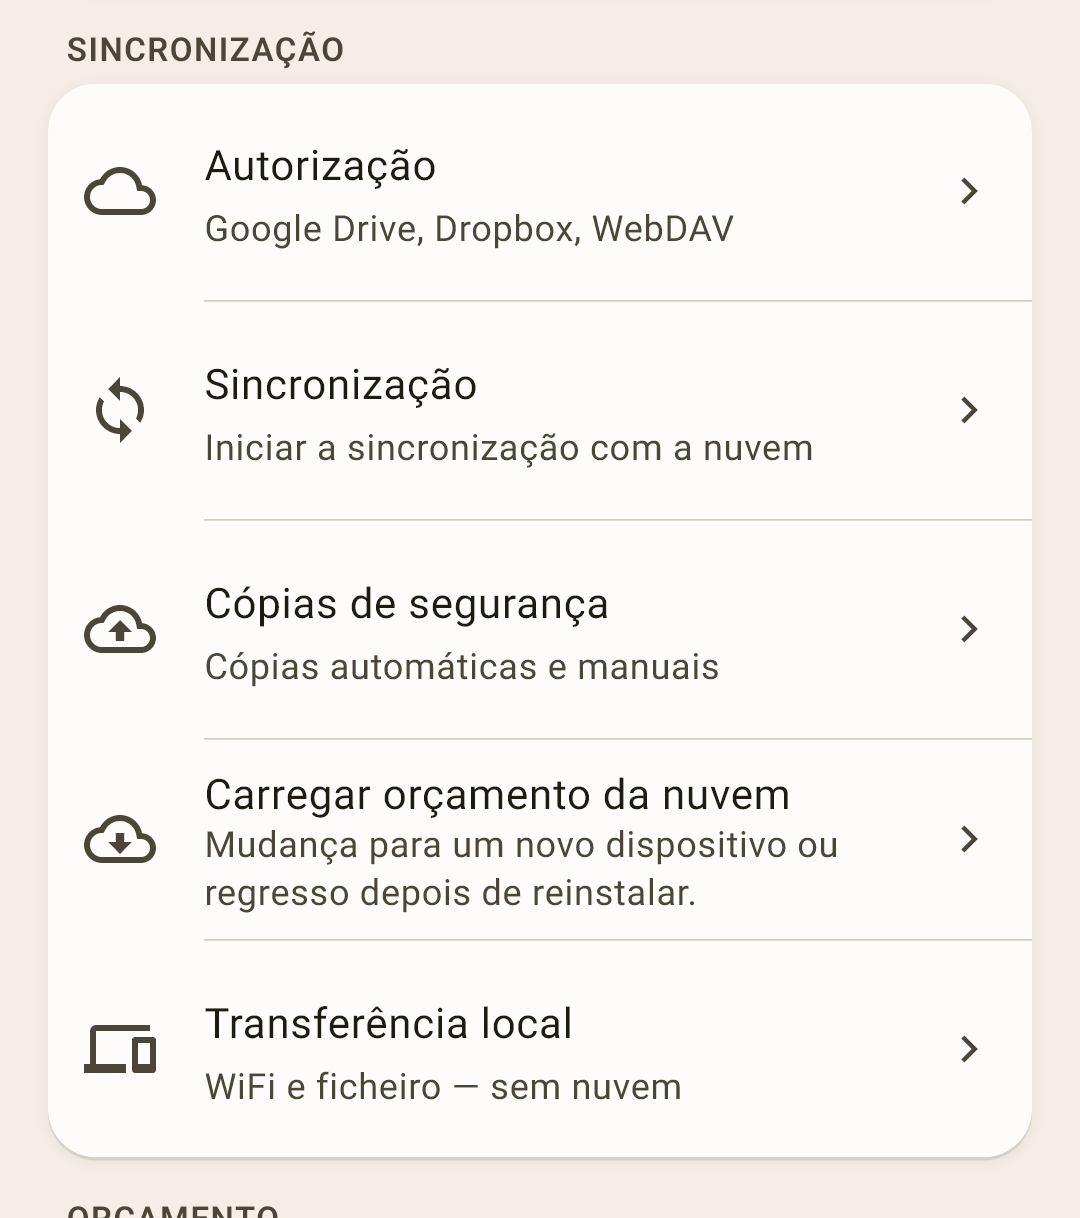 SINCRONIZAÇÃO
Autorização
Google Drive, Dropbox, WebDAV
Sincronização
Iniciar a sincronização com a nuvem
Cópias de segurança
Cópias automáticas e manuais
Carregar orçamento da nuvem
Mudança para um novo dispositivo ou
regresso depois de reinstalar.
Transferência local
WiFi e ficheiro — sem nuvem
ORÇAMENTO